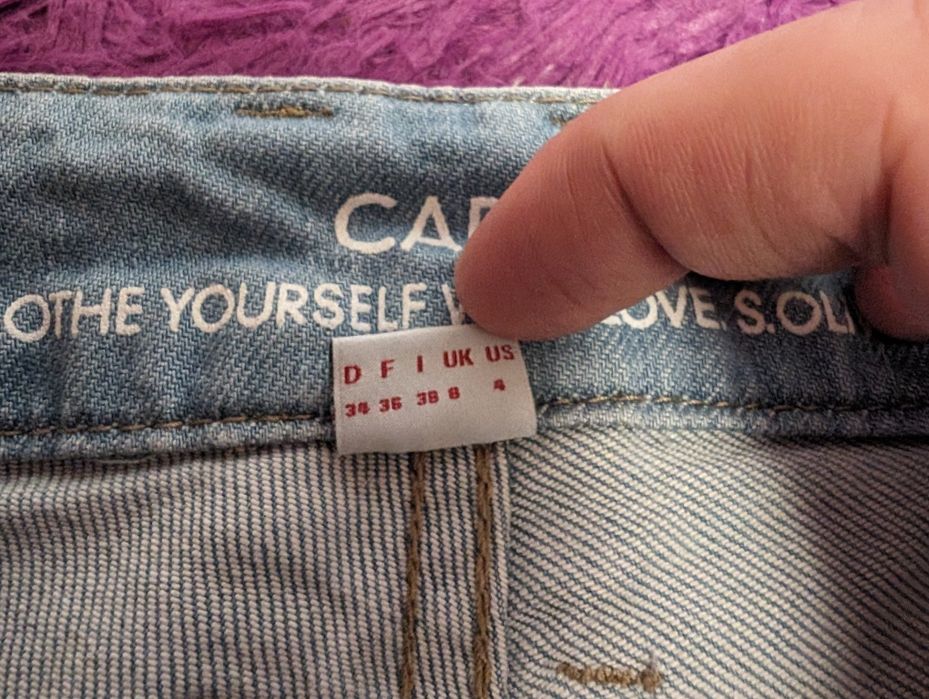 CA
OTHE YOURSELF LOVE. S.OLI
D F I UK US
34 36 38 8 4